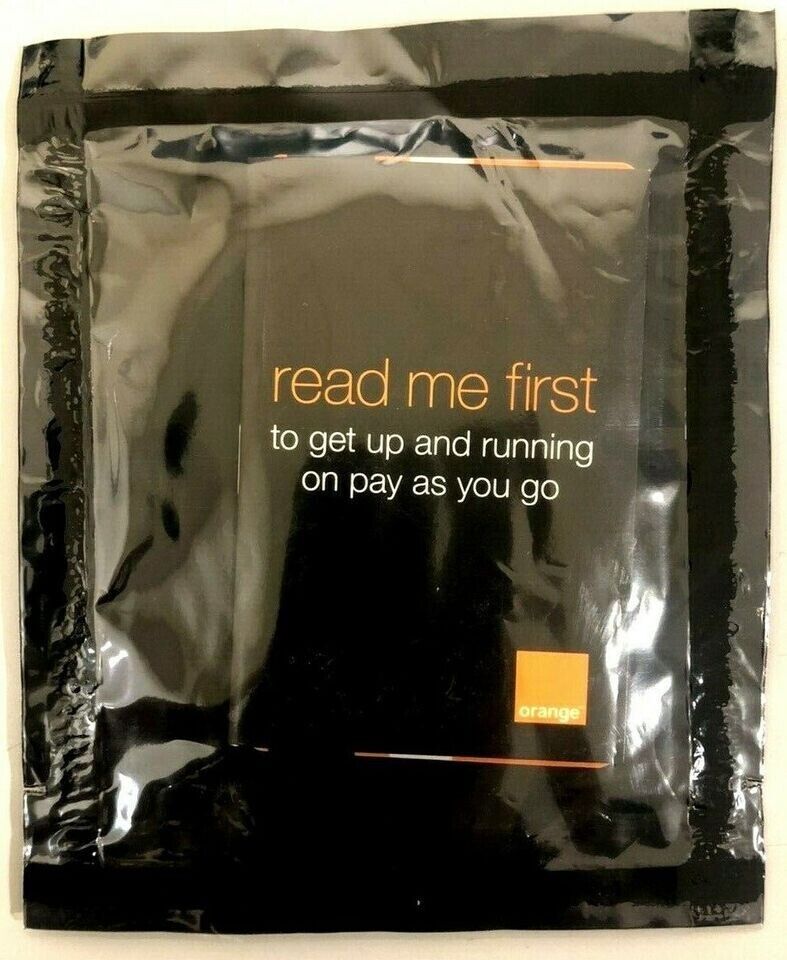 read me first
to get up and running
on pay as you go
orange